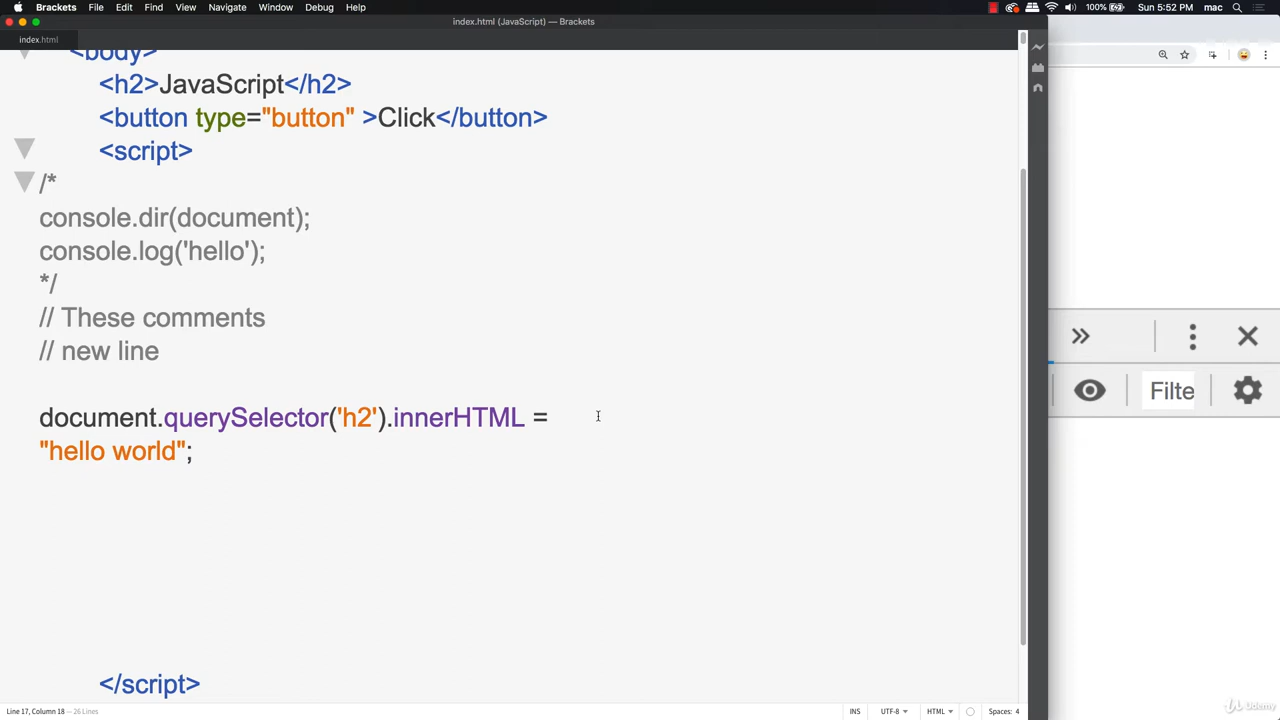 Brackets File Edit Find View Navigate Window Debug Help 100% Sun 5:52 PM mac
index.html (JavaScript) — Brackets
index.html
<body>
<h2>JavaScript</h2>
<button type="button" >Click</button>
<script>
/*
console.dir(document);
console.log('hello');
*/
// These comments
// new line
document.querySelector('h2').innerHTML =
"hello world";
</script>
Filte
Line 17, Column 18 — 26 Lines
INS UTF-8 HTML Spaces: 4
Udemy